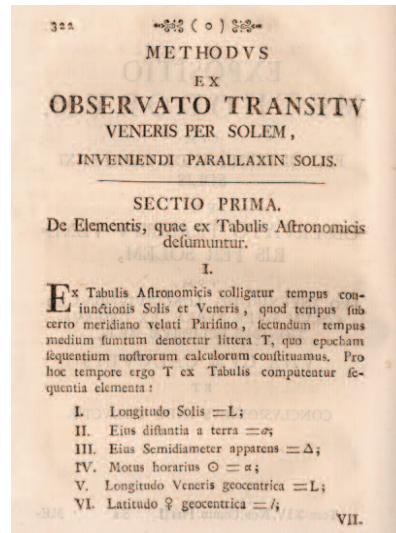 322 ( o )
METHODVS
EX
OBSERVATO TRANSITV
VENERIS PER SOLEM,
INVENIENDI PARALLAXIN SOLIS.
SECTIO PRIMA.
De Elementis, quae ex Tabulis Aſtronomicis
deſumuntur.
I.
Ex Tabulis Aſtronomicis colligatur tempus con-
iunctionis Solis et Veneris, quod tempus ſub
certo meridiano veluti Pariſino, ſecundum tempus
medium ſumtum denotetur littera T, quo epocham
ſequentium noſtrorum calculorum conſtituamus. Pro
hoc tempore ergo T ex Tabulis computentur ſe-
quentia elementa:
I. Longitudo Solis =L;
II. Eius diſtantia a terra =a;
III. Eius Semidiameter apparens =Δ;
IV. Motus horarius ☉ = α;
V. Longitudo Veneris geocentrica =L;
VI. Latitudo ♀ geocentrica =l;
VII.